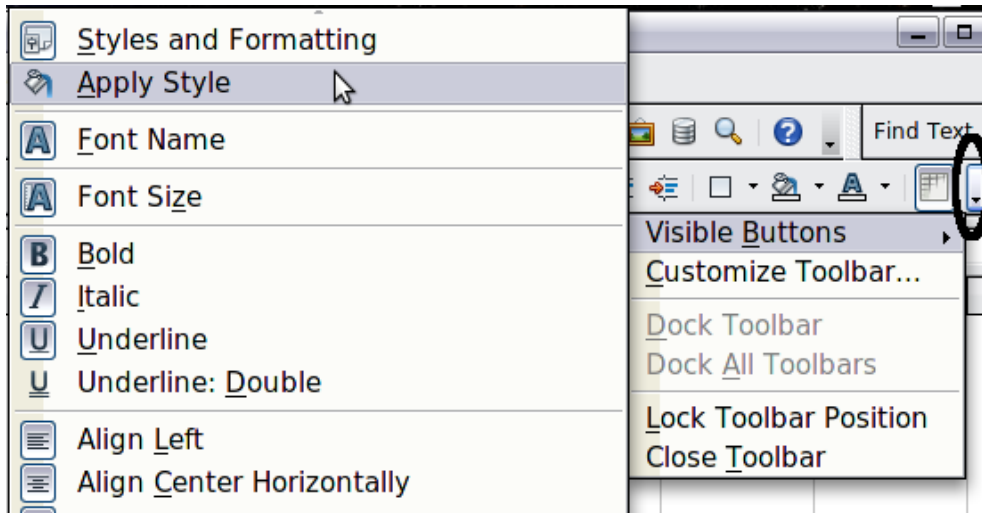 Styles and Formatting
Apply Style
Font Name
Font Size
Bold
Italic
Underline
Underline: Double
Align Left
Align Center Horizontally
Find Text
Visible Buttons
Customize Toolbar...
Dock Toolbar
Dock All Toolbars
Lock Toolbar Position
Close Toolbar